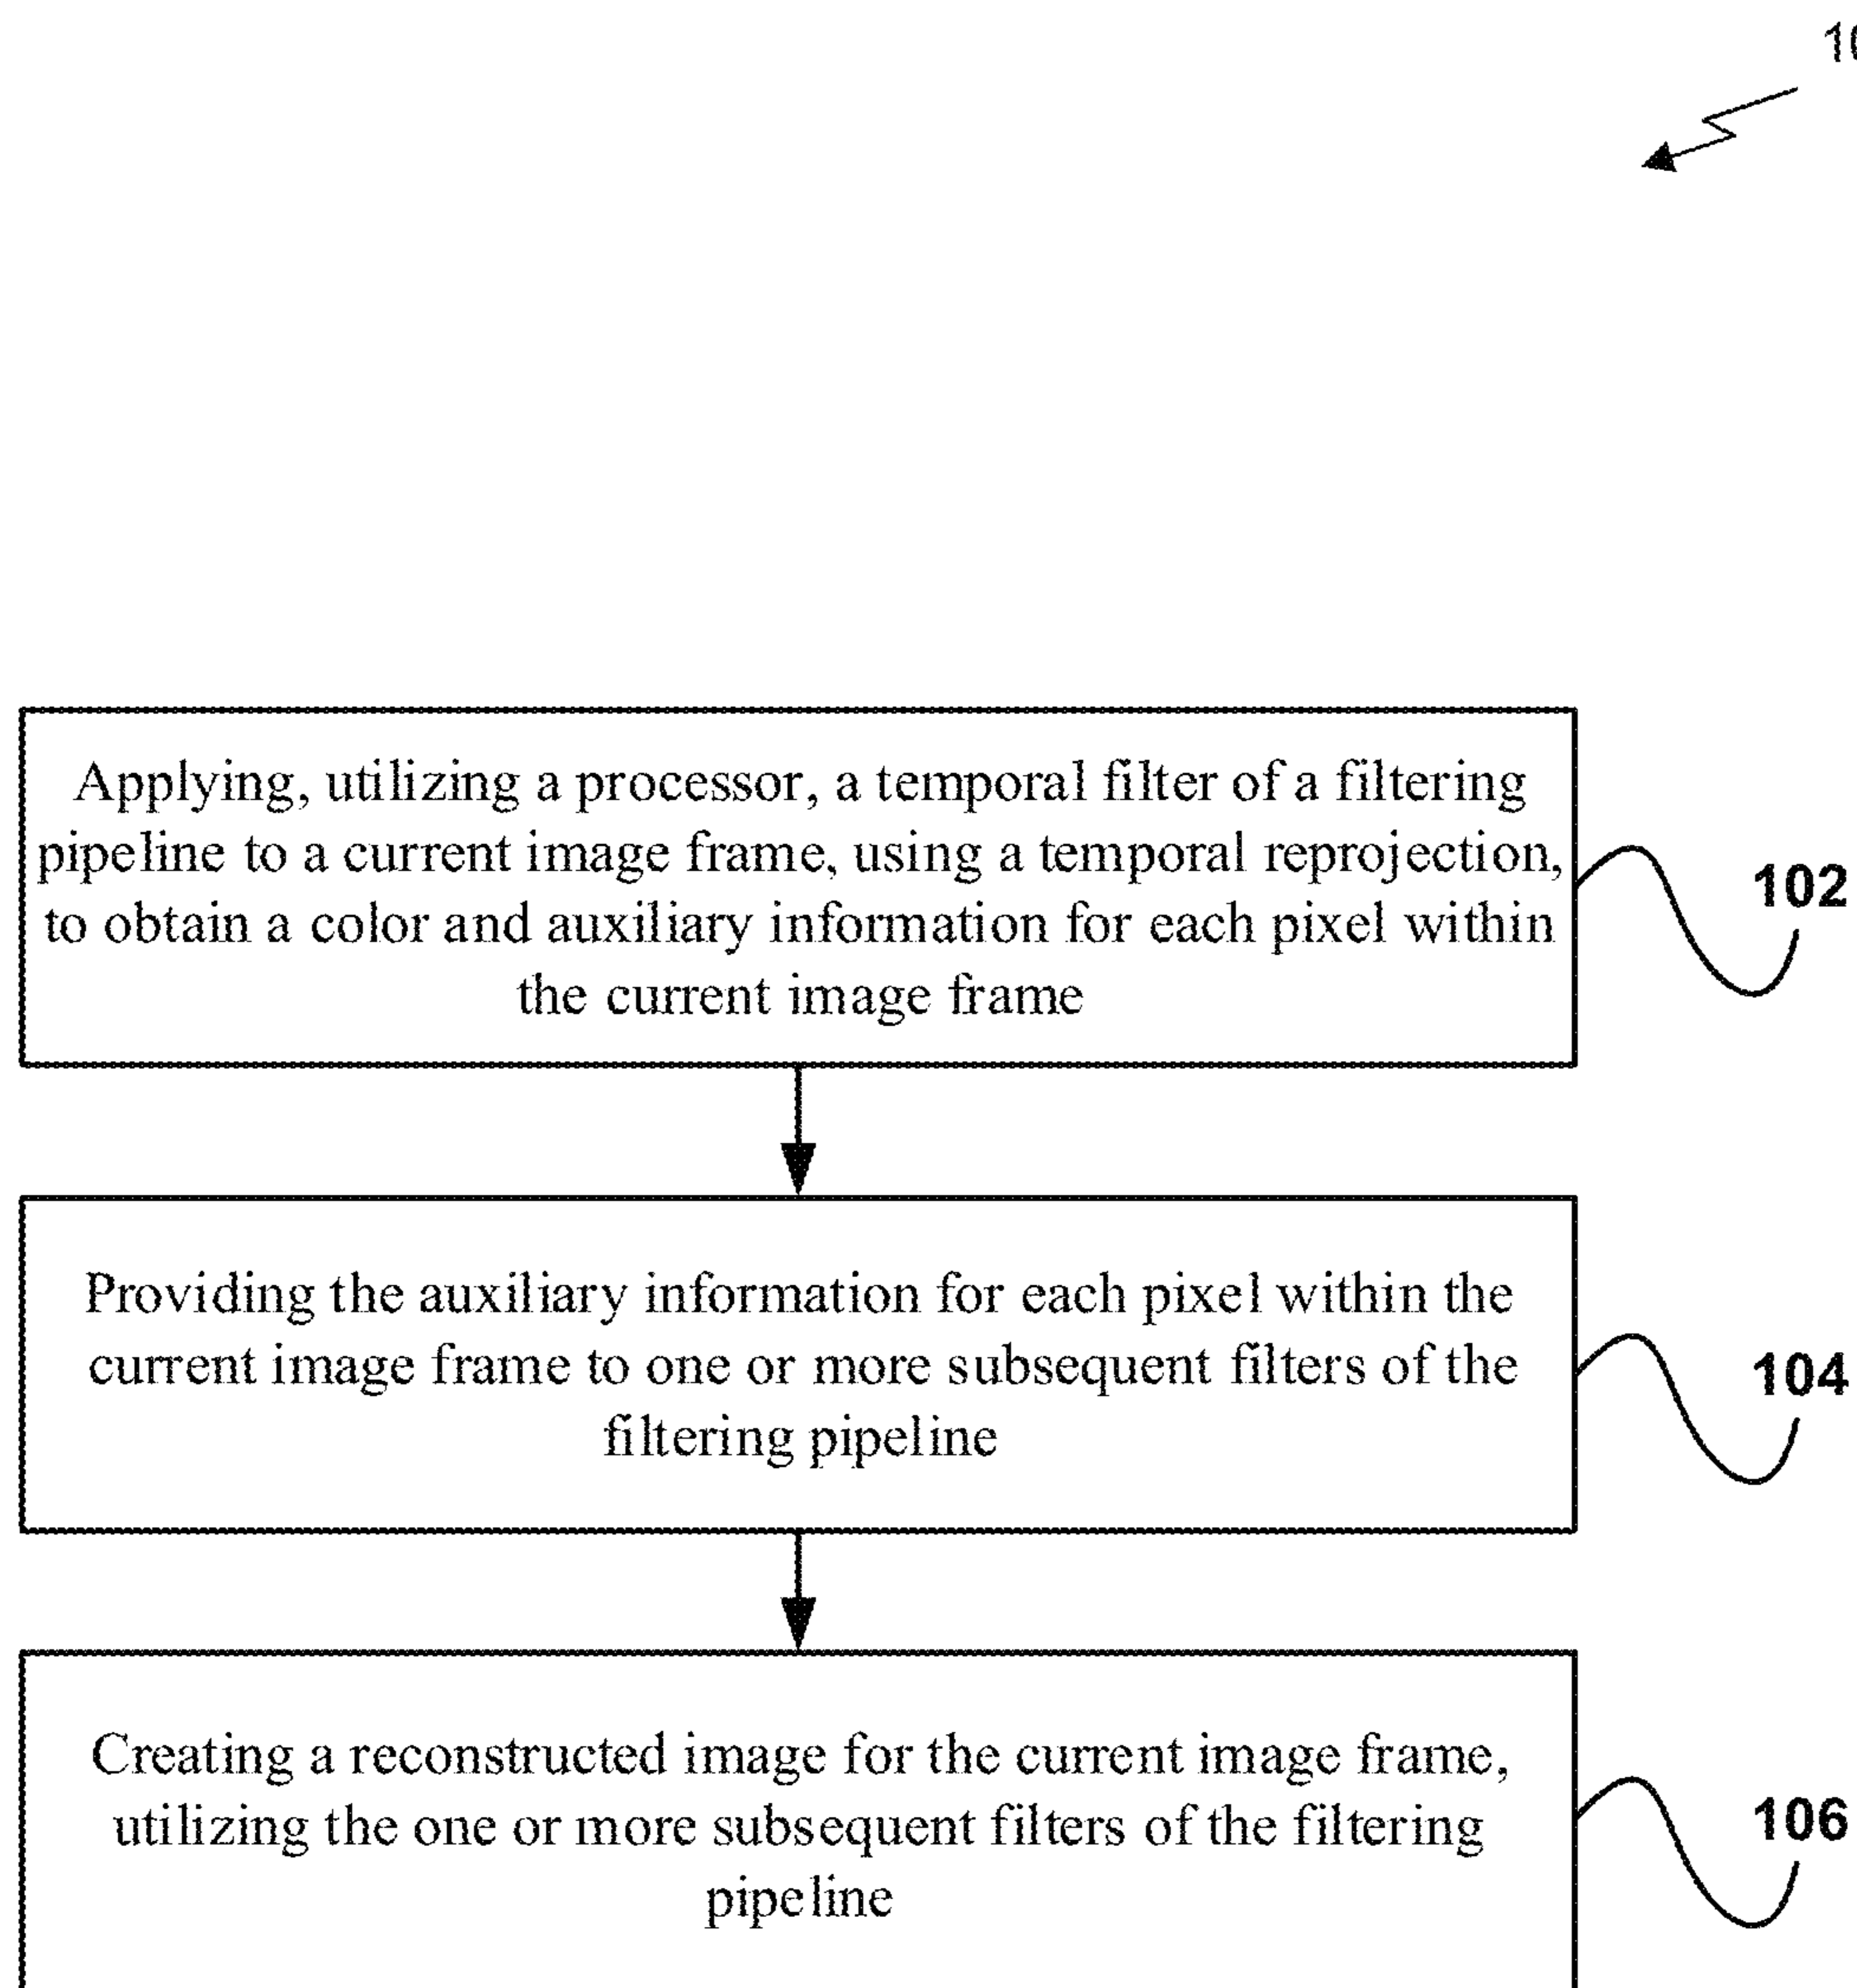 Applying, utilizing a processor, a temporal filter of a filtering
pipeline to a current image frame, using a temporal reprojection,
to obtain a color and auxiliary information for each pixel within
the current image frame
102
Providing the auxiliary information for each pixel within the
current image frame to one or more subsequent filters of the
filtering pipeline
104
Creating a reconstructed image for the current image frame,
utilizing the one or more subsequent filters of the filtering
pipeline
106